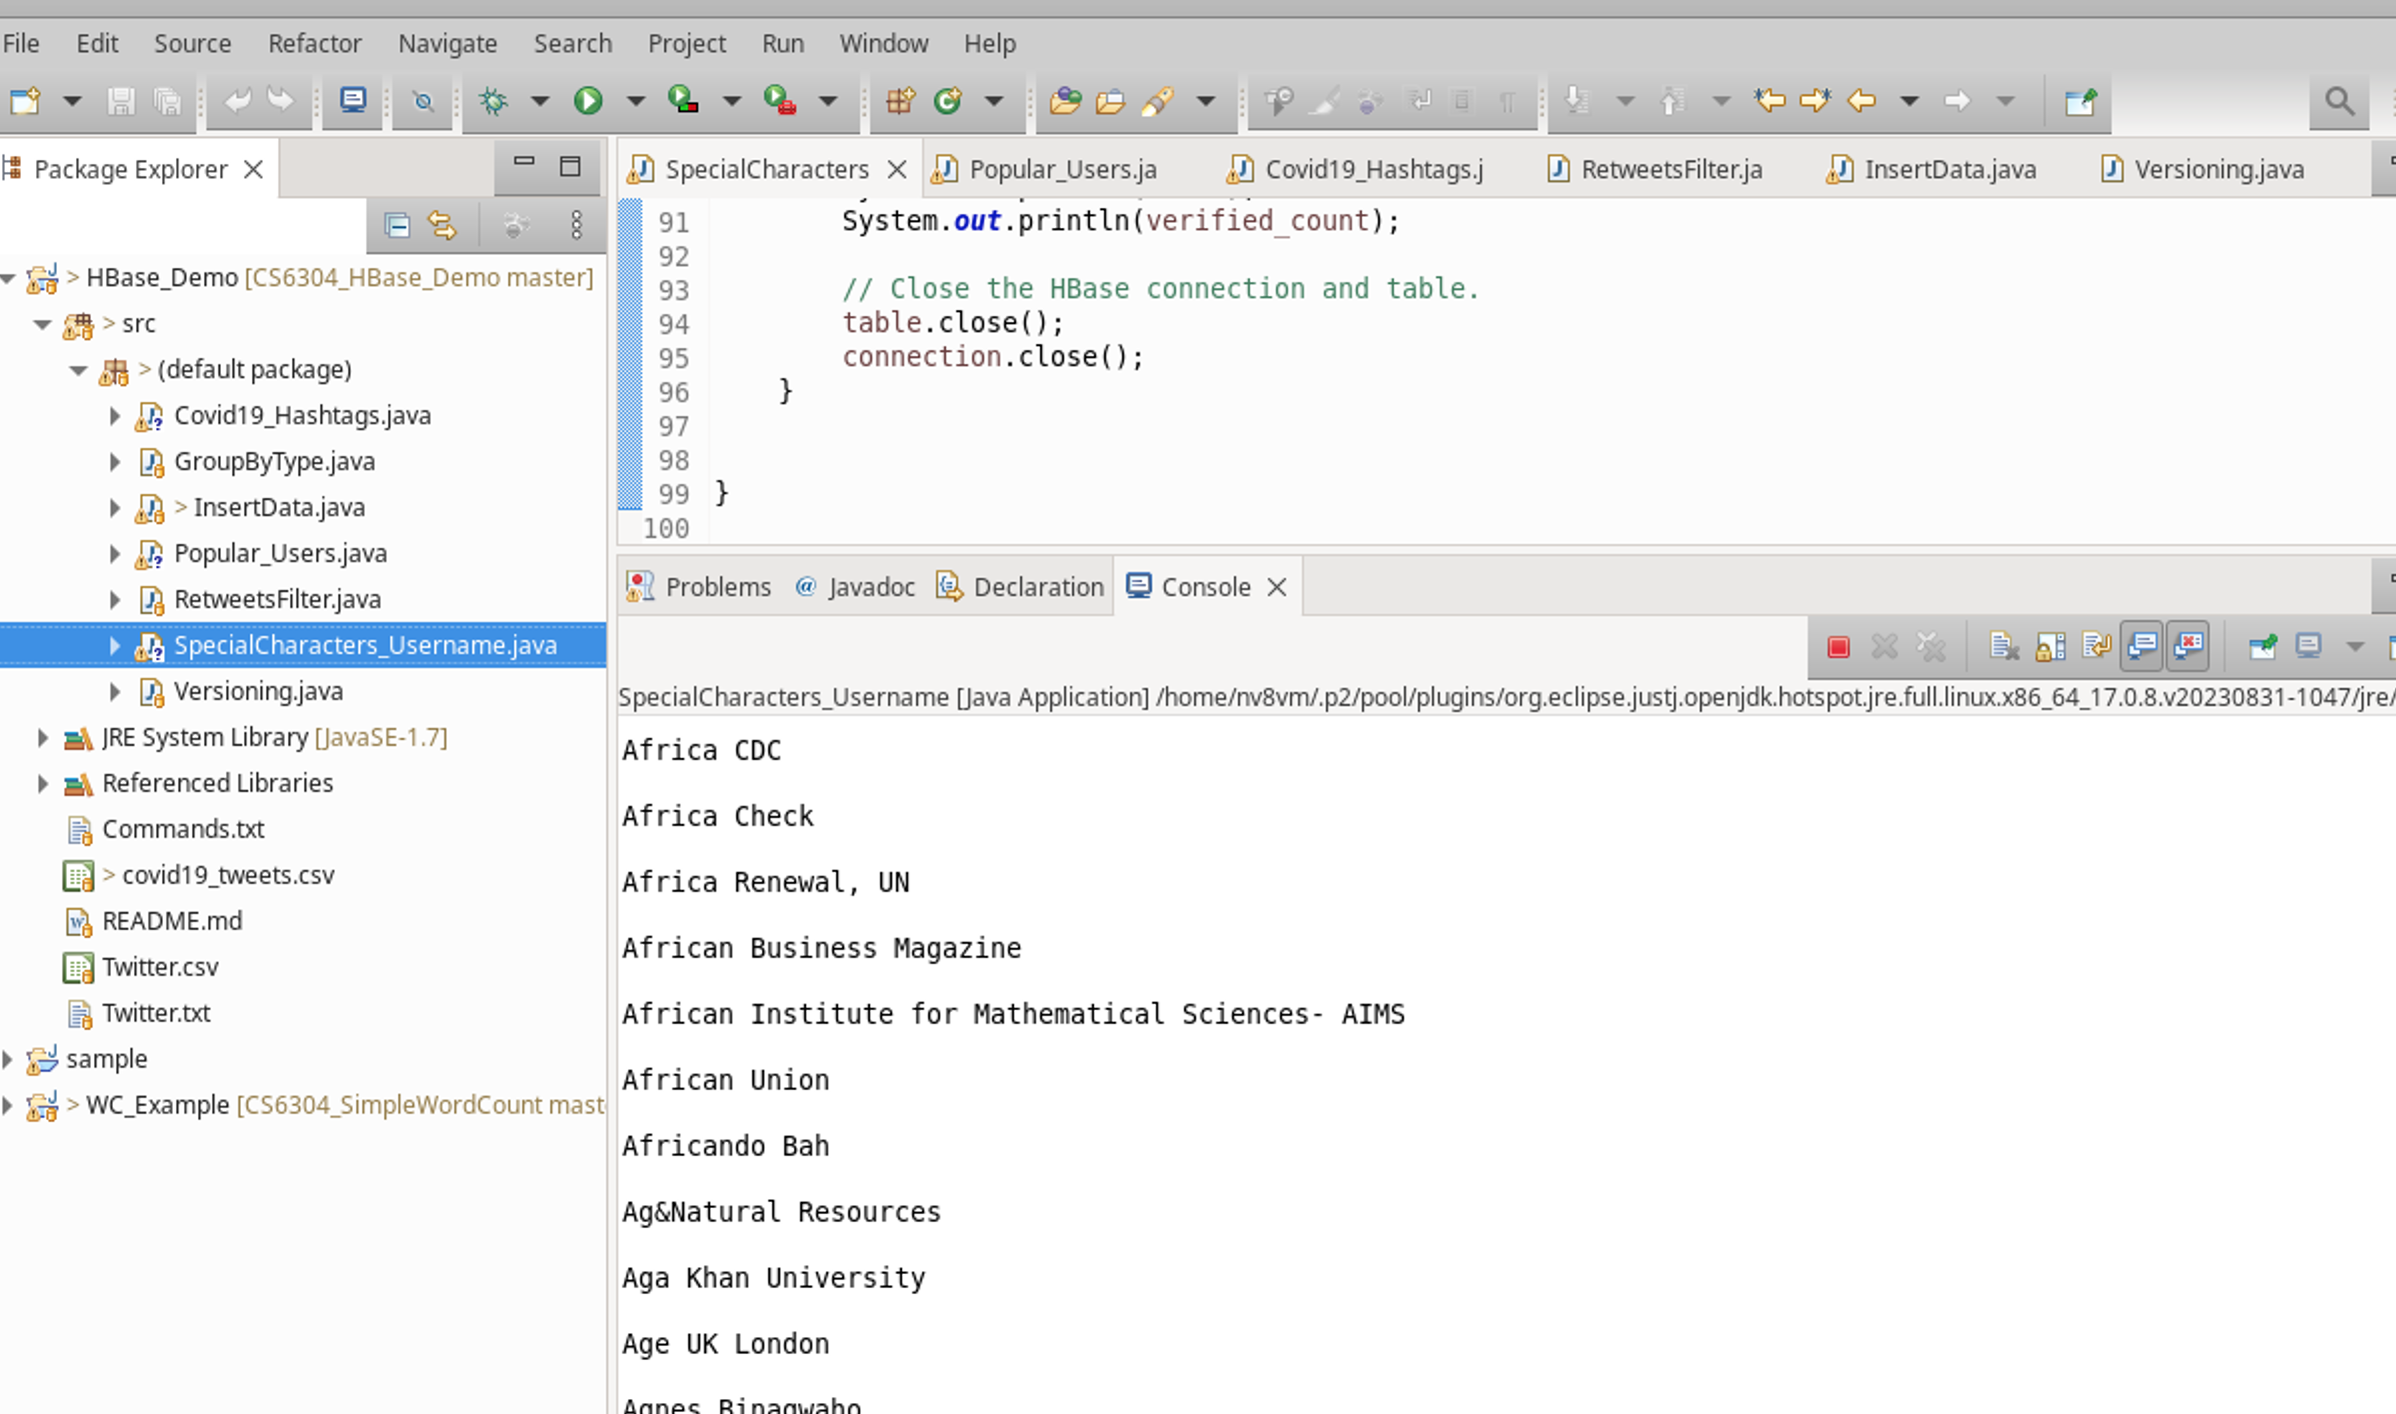 File Edit Source Refactor Navigate Search Project Run Window Help
Package Explorer
> HBase_Demo [CS6304_HBase_Demo master]
> src
> (default package)
Covid19_Hashtags.java
GroupByType.java
> InsertData.java
Popular_Users.java
RetweetsFilter.java
SpecialCharacters_Username.java
Versioning.java
JRE System Library [JavaSE-1.7]
Referenced Libraries
Commands.txt
> covid19_tweets.csv
README.md
Twitter.csv
Twitter.txt
sample
> WC_Example [CS6304_SimpleWordCount mast
SpecialCharacters Popular_Users.ja Covid19_Hashtags.j RetweetsFilter.ja InsertData.java Versioning.java
91 System.out.println(verified_count);
92
93 // Close the HBase connection and table.
94 table.close();
95 connection.close();
96 }
97
98
99 }
100
Problems @ Javadoc Declaration Console
SpecialCharacters_Username [Java Application] /home/nv8vm/.p2/pool/plugins/org.eclipse.justj.openjdk.hotspot.jre.full.linux.x86_64_17.0.8.v20230831-1047/jre/
Africa CDC
Africa Check
Africa Renewal, UN
African Business Magazine
African Institute for Mathematical Sciences- AIMS
African Union
Africando Bah
Ag&Natural Resources
Aga Khan University
Age UK London
Agnes Binagwaho